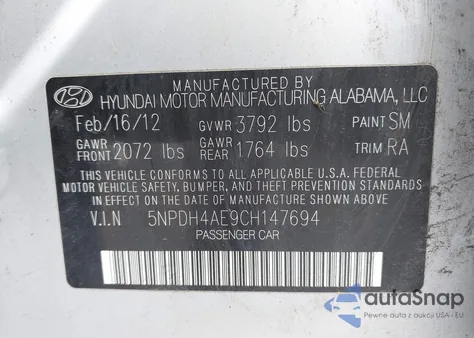 MANUFACTURED BY
HYUNDAI MOTOR MANUFACTURING ALABAMA, LLC
Feb/16/12 GVWR 3792 lbs PAINT SM
GAWR FRONT 2072 lbs GAWR REAR 1764 lbs TRIM RA
THIS VEHICLE CONFORMS TO ALL APPLICABLE U.S.A. FEDERAL
MOTOR VEHICLE SAFETY, BUMPER, AND THEFT PREVENTION STANDARDS
IN EFFECT ON THE DATE OF MANUFACTURE SHOWN ABOVE.
V.I.N 5NPDH4AE9CH147694
PASSENGER CAR
autoSnap
Pewne auta z aukcji USA i EU